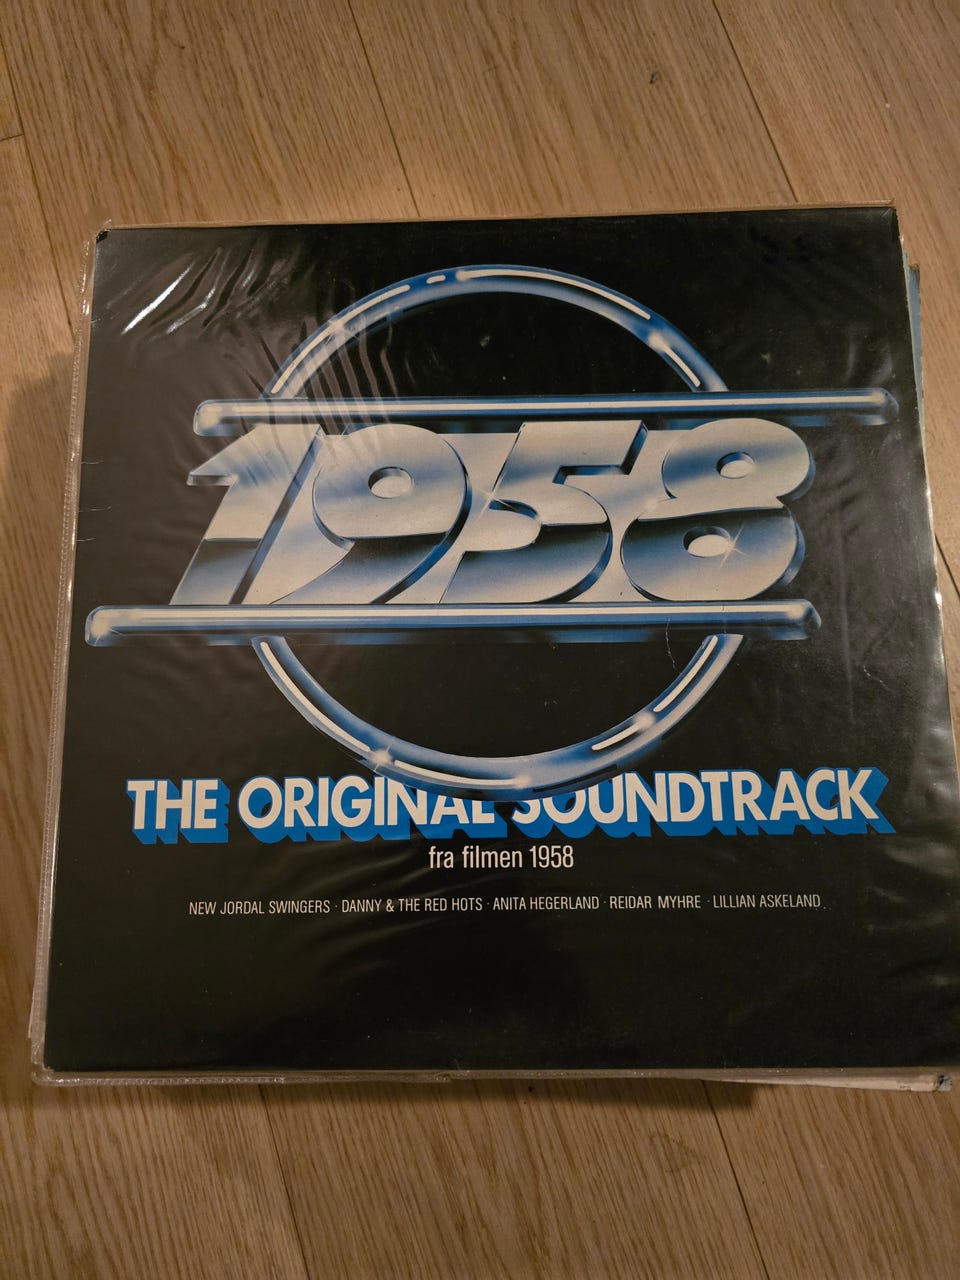 1958
THE ORIGINAL SOUNDTRACK
fra filmen 1958
NEW JORDAL SWINGERS · DANNY & THE RED HOTS · ANITA HEGERLAND · REIDAR MYHRE · LILLIAN ASKELAND